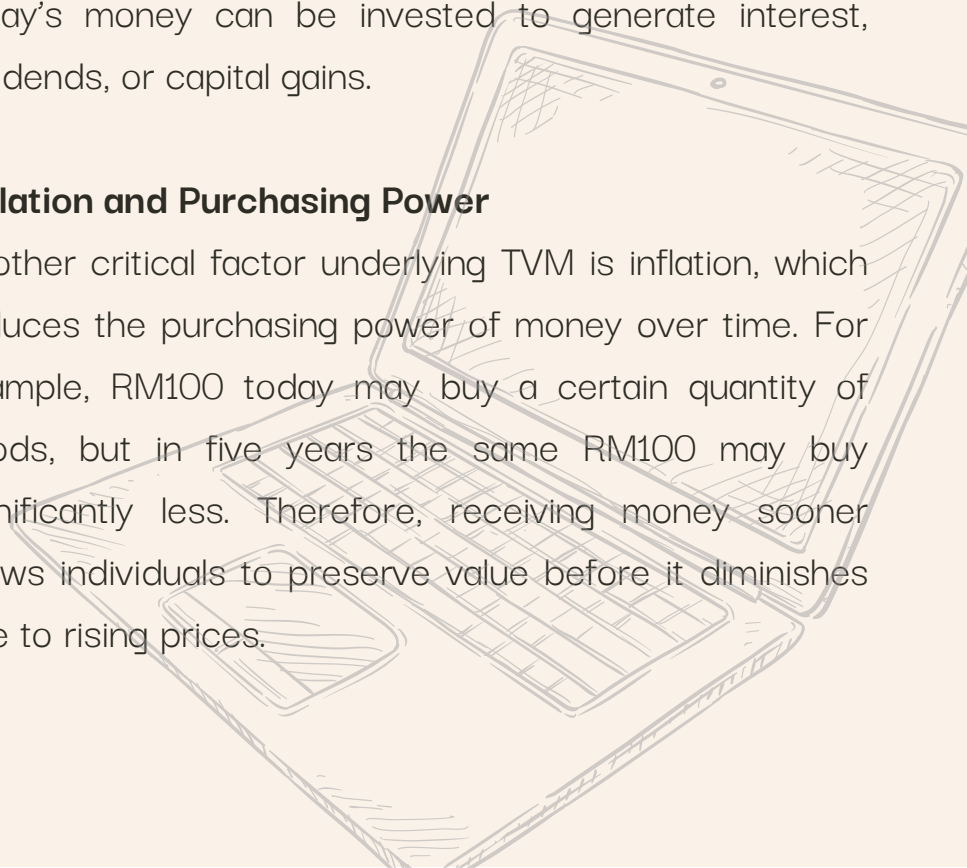 ay's money can be invested to generate interest,
dends, or capital gains.
lation and Purchasing Power
other critical factor underlying TVM is inflation, which
duces the purchasing power of money over time. For
ample, RM100 today may buy a certain quantity of
ods, but in five years the same RM100 may buy
nificantly less. Therefore, receiving money sooner
ws individuals to preserve value before it diminishes
e to rising prices.